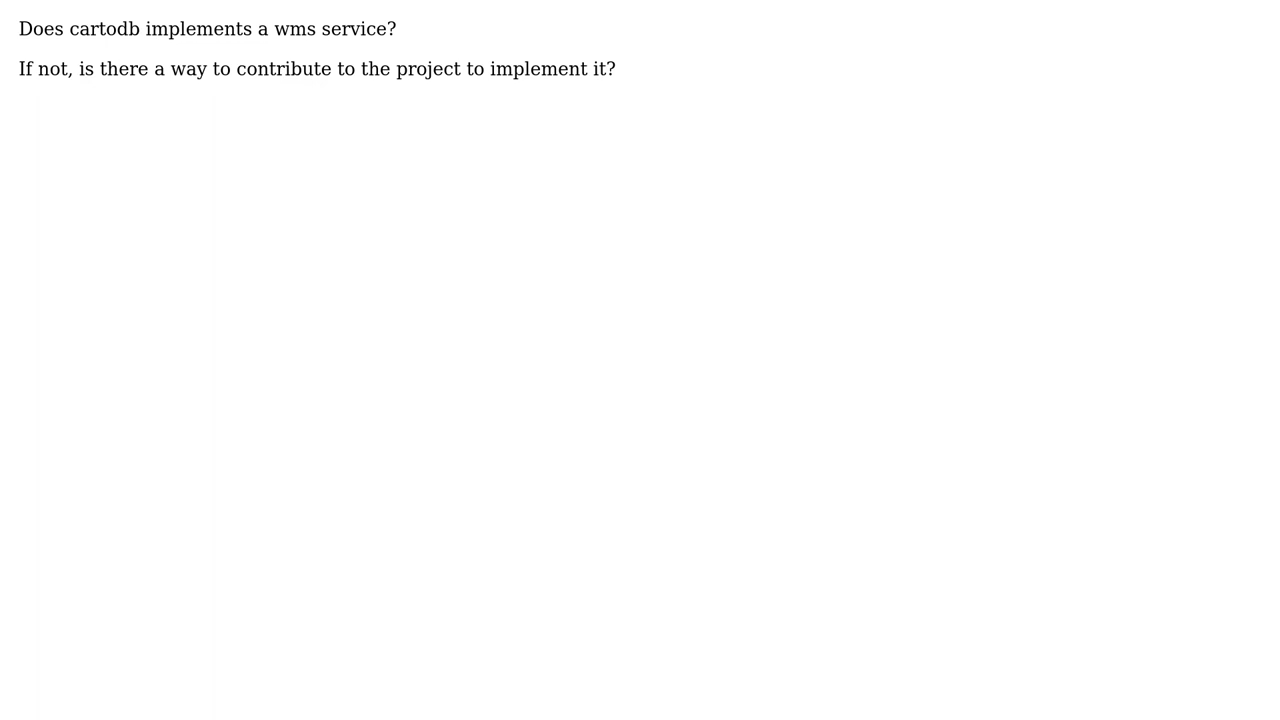 Does cartodb implements a wms service?
If not, is there a way to contribute to the project to implement it?